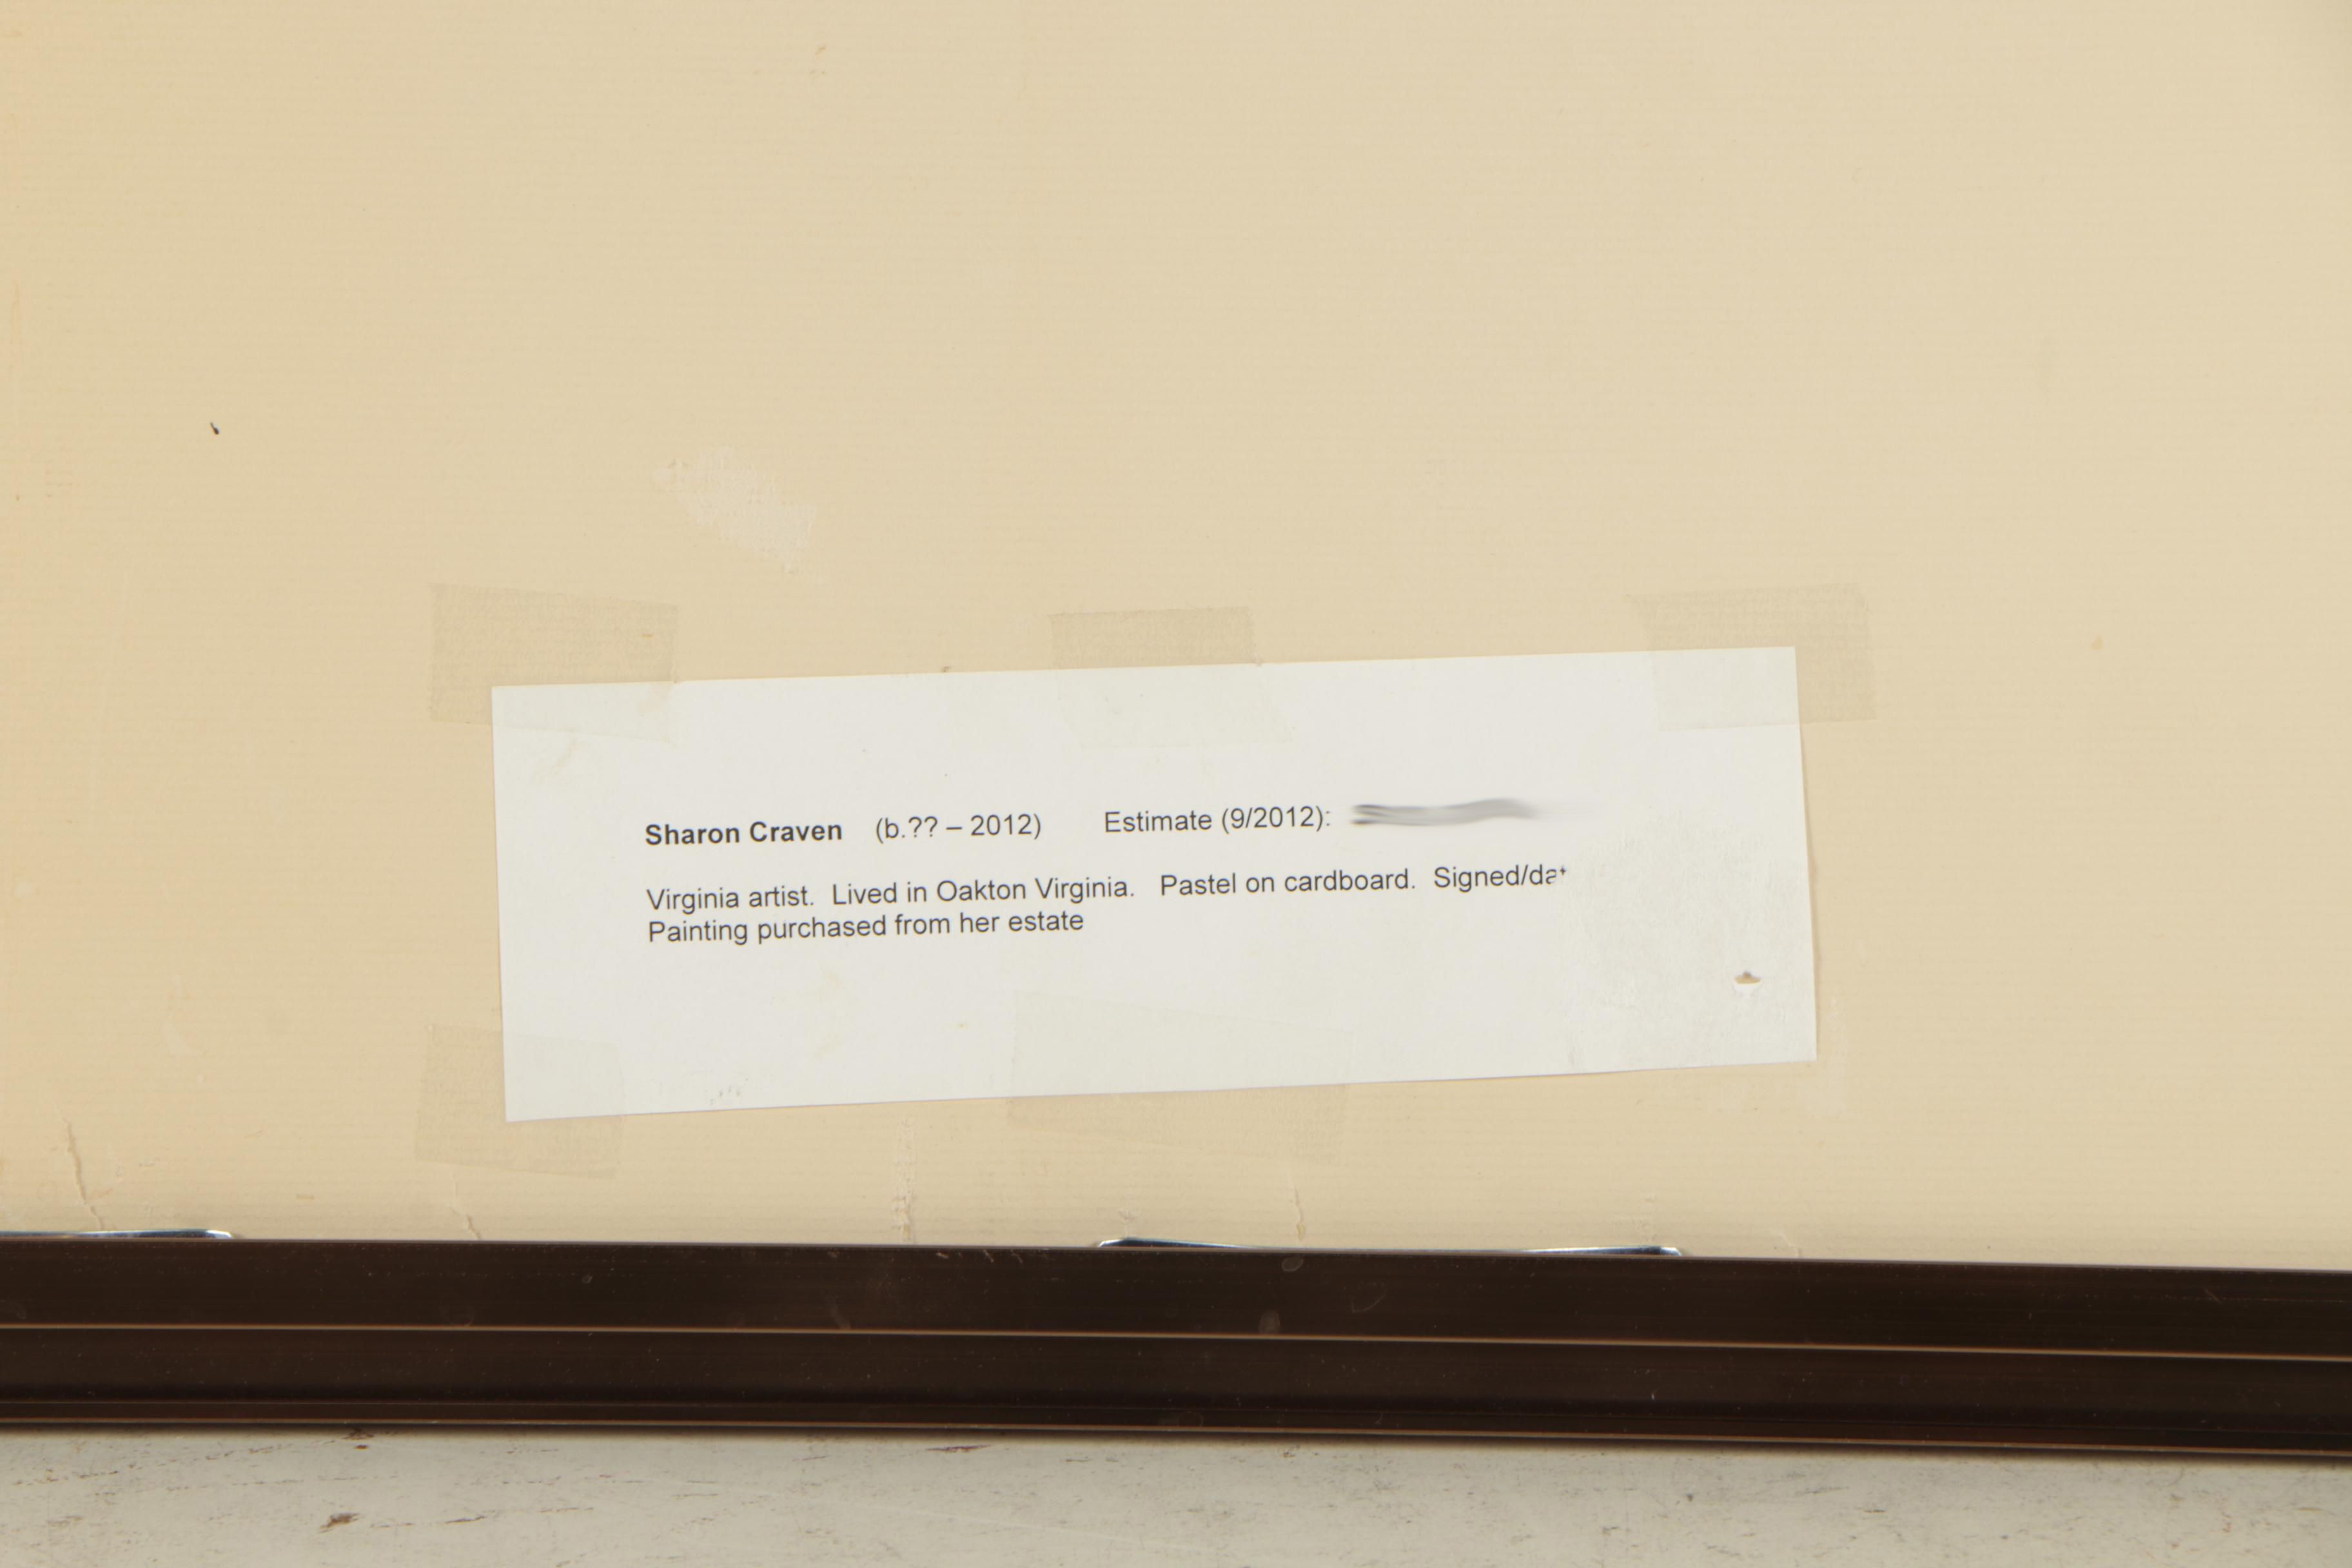 Sharon Craven (b.?? – 2012) Estimate (9/2012):
Virginia artist. Lived in Oakton Virginia. Pastel on cardboard. Signed/dat
Painting purchased from her estate